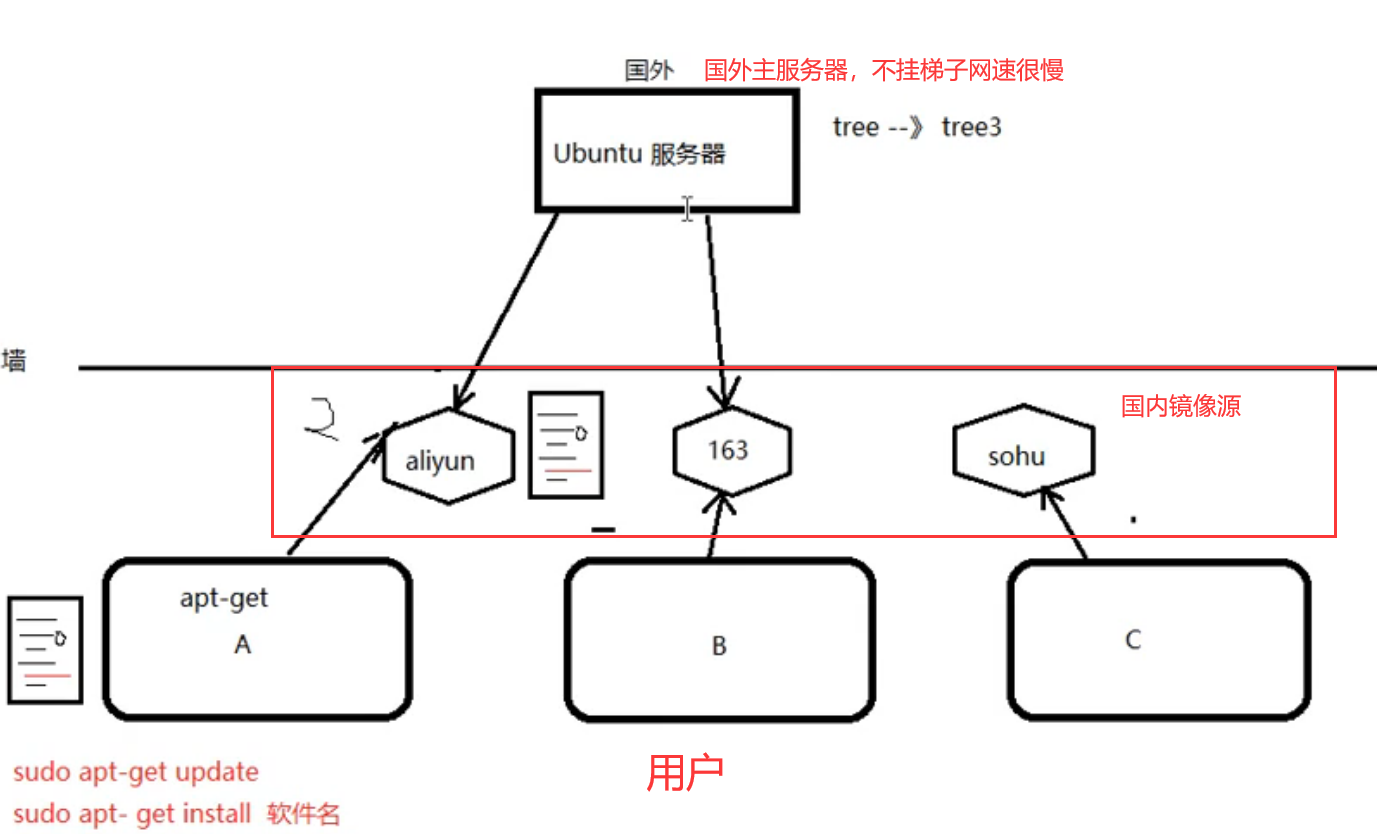 国外 国外主服务器，不挂梯子网速很慢
tree --》 tree3
Ubuntu 服务器
墙
国内镜像源
2
aliyun
163
sohu
apt-get
A
B
C
用户
sudo apt-get update
sudo apt- get install 软件名